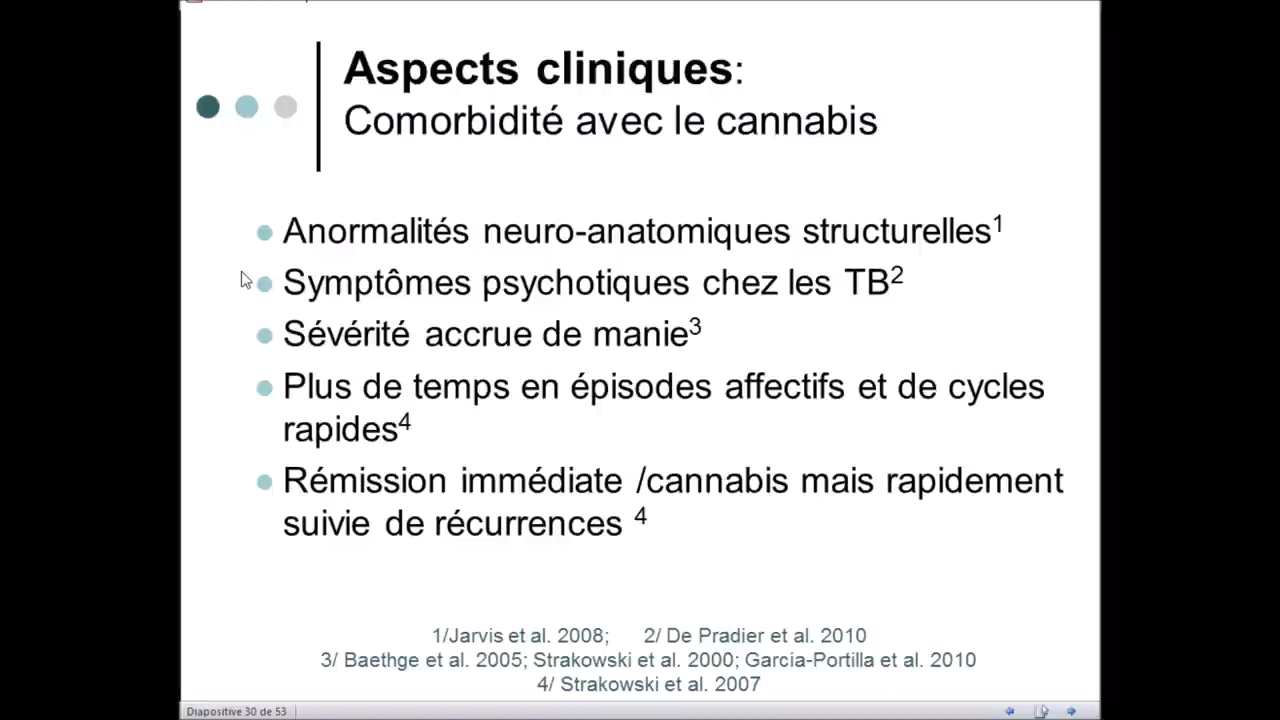 Aspects cliniques:
Comorbidité avec le cannabis
Anormalités neuro-anatomiques structurelles¹
Symptômes psychotiques chez les TB²
Sévérité accrue de manie³
Plus de temps en épisodes affectifs et de cycles
rapides⁴
Rémission immédiate /cannabis mais rapidement
suivie de récurrences ⁴
1/Jarvis et al. 2008; 2/ De Pradier et al. 2010
3/ Baethge et al. 2005; Strakowski et al. 2000; Garcia-Portilla et al. 2010
4/ Strakowski et al. 2007
Diapositive 30 de 53